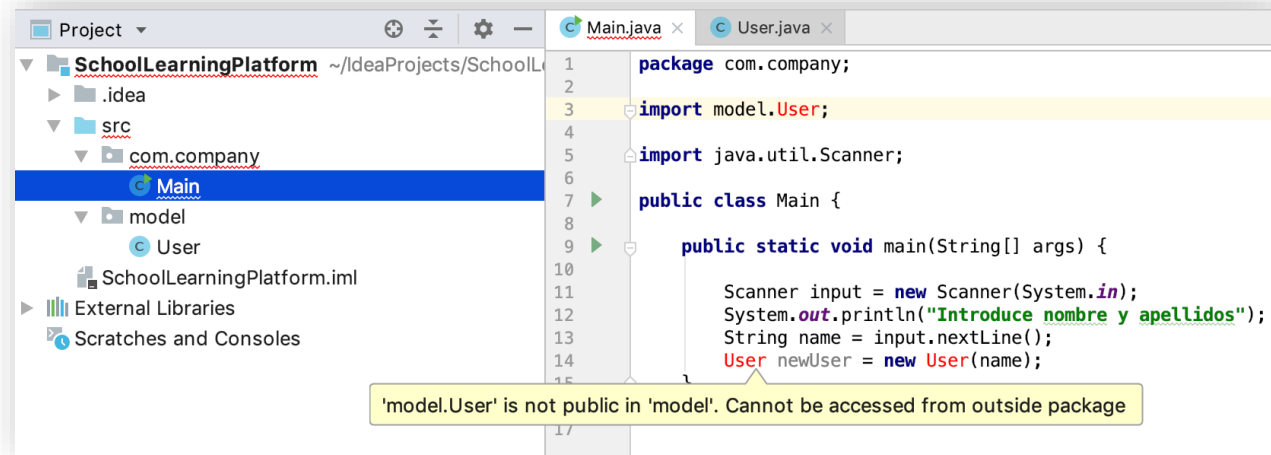 Project
SchoolLearningPlatform ~/IdeaProjects/SchoolL
.idea
src
com.company
Main
model
User
SchoolLearningPlatform.iml
External Libraries
Scratches and Consoles
Main.java
User.java
1 package com.company;
2
3 import model.User;
4
5 import java.util.Scanner;
6
7 public class Main {
8
9 public static void main(String[] args) {
10
11 Scanner input = new Scanner(System.in);
12 System.out.println("Introduce nombre y apellidos");
13 String name = input.nextLine();
14 User newUser = new User(name);
15 }
'model.User' is not public in 'model'. Cannot be accessed from outside package
17